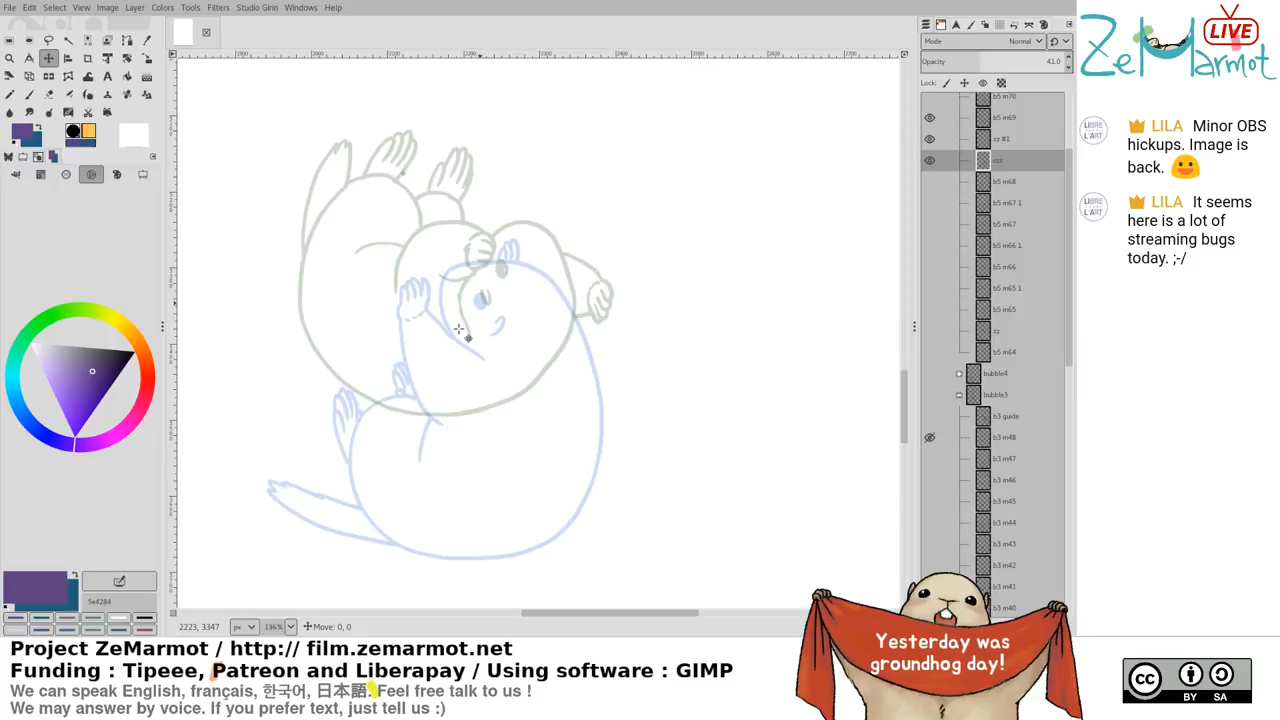 File Edit Select View Image Layer Colors Tools Filters Studio Girin Windows Help
Mode Normal
Opacity 41.0
Lock:
b5 m70
b5 m69
zz #1
ccc
b5 m68
b5 m67 1
b5 m67
b5 m66 1
b5 m66
b5 m65 1
b5 m65
zz
b5 m64
bubble4
bubble3
b3 guide
b3 m48
b3 m47
b3 m46
b3 m45
b3 m44
b3 m43
b3 m42
b3 m41
b3 m40
5e4284
2223, 3347 px 136% Move: 0, 0
LIVE
ZeMarmot
LIBRE L'ART
LILA Minor OBS
hickups. Image is
back.
LIBRE L'ART
LILA It seems
here is a lot of
streaming bugs
today. ;-/
Yesterday was
groundhog day!
Project ZeMarmot / http:// film.zemarmot.net
Funding : Tipeee, Patreon and Liberapay / Using software : GIMP
We can speak English, français, 한국어, 日本語. Feel free talk to us !
We may answer by voice. If you prefer text, just tell us :)
cc
BY SA